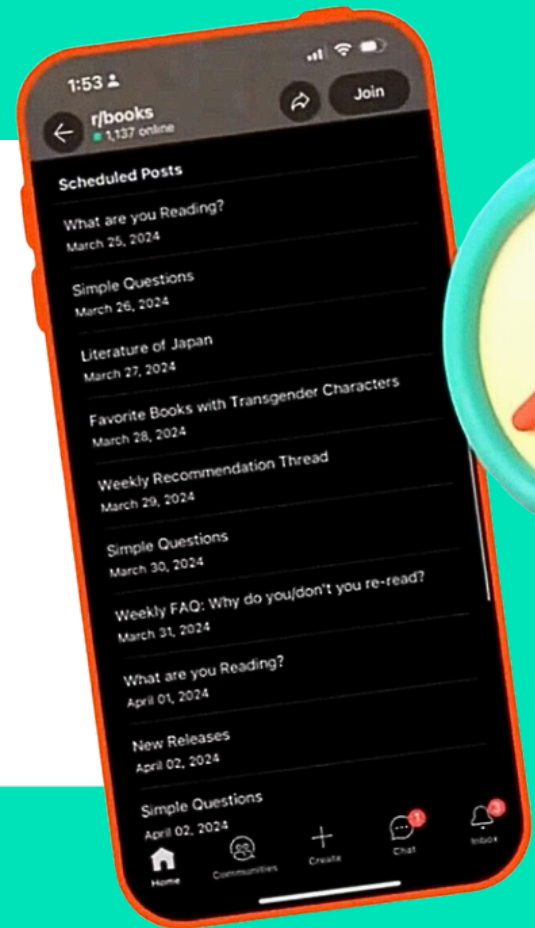 1:53
r/books
1,137 online
Join
Scheduled Posts
What are you Reading?
March 25, 2024
Simple Questions
March 26, 2024
Literature of Japan
March 27, 2024
Favorite Books with Transgender Characters
March 28, 2024
Weekly Recommendation Thread
March 29, 2024
Simple Questions
March 30, 2024
Weekly FAQ: Why do you/don't you re-read?
March 31, 2024
What are you Reading?
April 01, 2024
New Releases
April 02, 2024
Simple Questions
April 02, 2024
1
3
Home
Communities
Create
Chat
Inbox